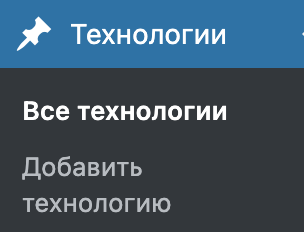 Технологии
Все технологии
Добавить
технологию